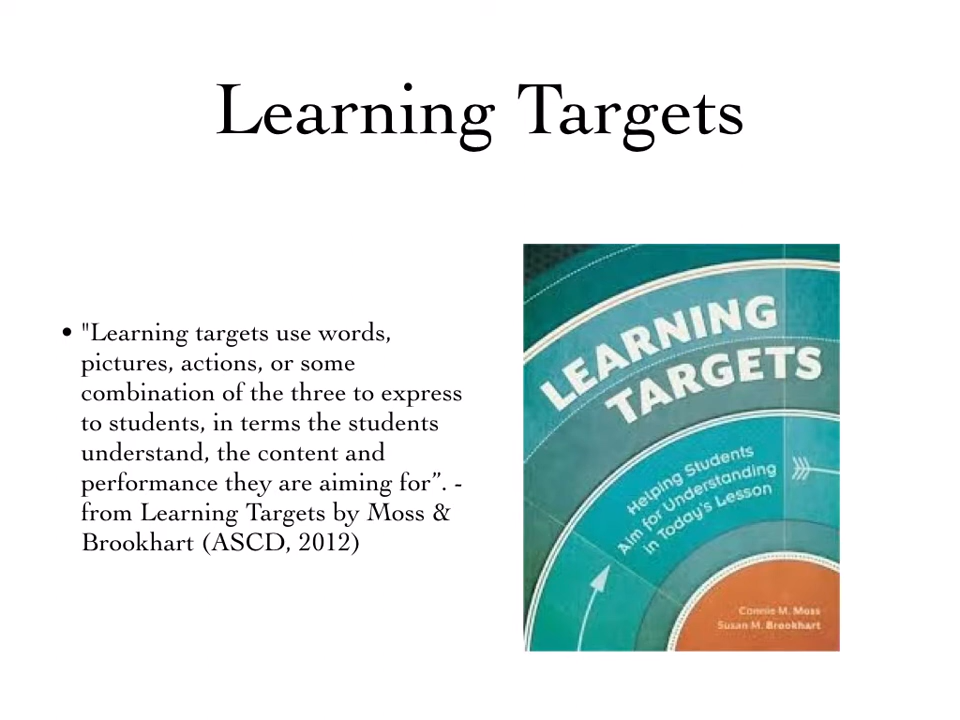 Learning Targets
• "Learning targets use words,
pictures, actions, or some
combination of the three to express
to students, in terms the students
understand, the content and
performance they are aiming for”. -
from Learning Targets by Moss &
Brookhart (ASCD, 2012)
LEARNING
TARGETS
Helping Students
Aim for Understanding
in Today's Lesson
Connie M. Moss
Susan M. Brookhart